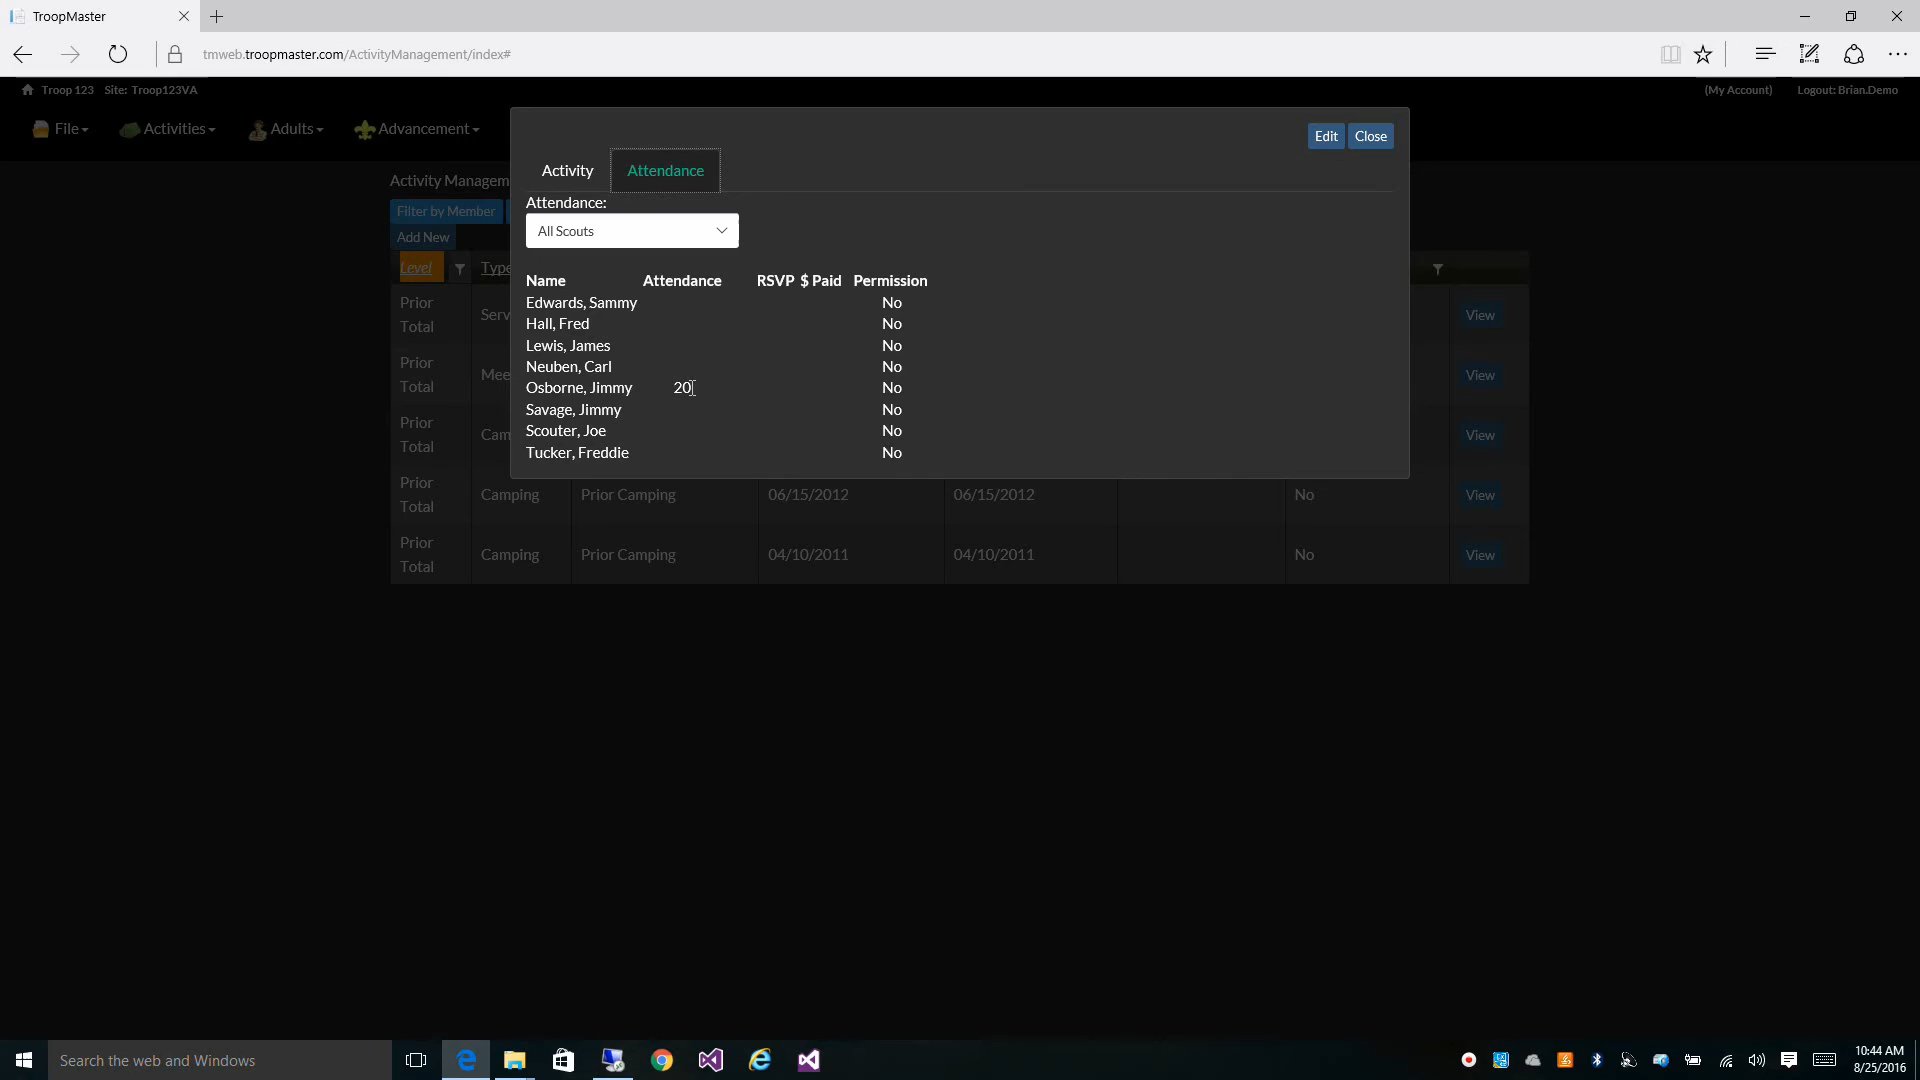 TroopMaster
tmweb.troopmaster.com/ActivityManagement/index#
Troop 123 Site: Troop123VA (My Account) Logout: Brian.Demo
File Activities Adults Advancement
Edit Close
Activity Attendance
Activity Managem
Attendance:
Filter by Member
All Scouts
Add New
Level Type
Name Attendance RSVP $ Paid Permission
Edwards, Sammy No
Hall, Fred No
Lewis, James No
Neuben, Carl No
Osborne, Jimmy 20 No
Savage, Jimmy No
Scouter, Joe No
Tucker, Freddie No
Prior Total Serv View
Prior Total Mee View
Prior Total Cam View
Prior Total Camping Prior Camping 06/15/2012 06/15/2012 No View
Prior Total Camping Prior Camping 04/10/2011 04/10/2011 No View
Search the web and Windows
10:44 AM
8/25/2016